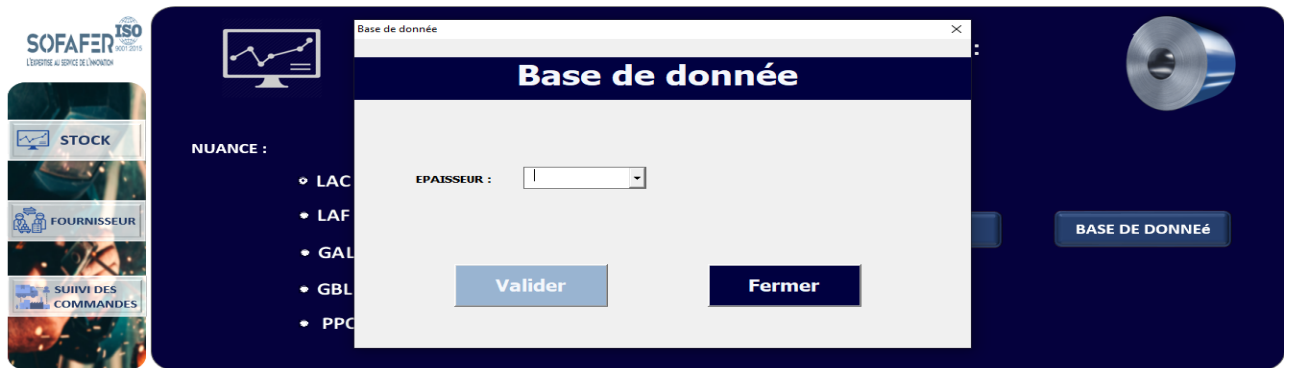 SOFAFER
ISO
9001:2015
L'EXPERTISE AU SERVICE DE L'INNOVATION
STOCK
FOURNISSEUR
SUIIVI DES
COMMANDES
NUANCE :
LAC
LAF
GAL
GBL
PPC
:
BASE DE DONNEé
Base de donnée
Base de donnée
EPAISSEUR :
Valider
Fermer